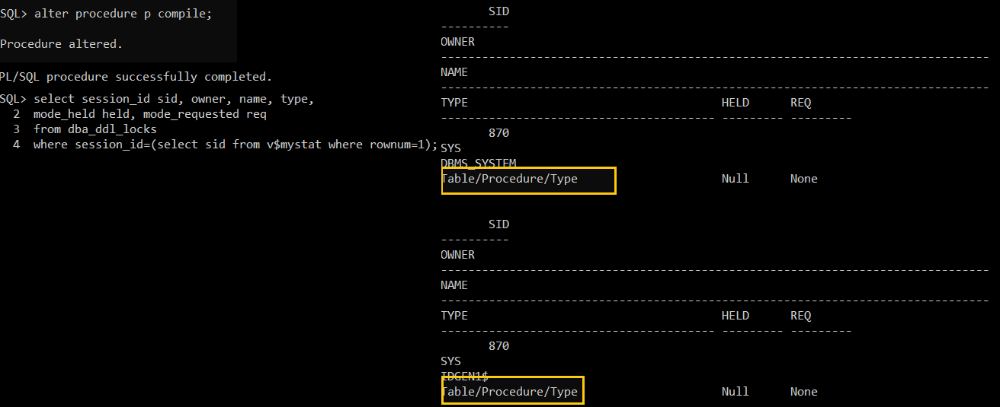 SQL> alter procedure p compile;
Procedure altered.
PL/SQL procedure successfully completed.
SQL> select session_id sid, owner, name, type,
2 mode_held held, mode_requested req
3 from dba_ddl_locks
4 where session_id=(select sid from v$mystat where rownum=1);
SID
----------
OWNER
--------------------------------------------------------------------------------
NAME
--------------------------------------------------------------------------------
TYPE HELD REQ
---------------------------------------- --------- ---------
870
SYS
DBMS_SYSTEM
Table/Procedure/Type Null None
SID
----------
OWNER
--------------------------------------------------------------------------------
NAME
--------------------------------------------------------------------------------
TYPE HELD REQ
---------------------------------------- --------- ---------
870
SYS
IDGEN1$
Table/Procedure/Type Null None